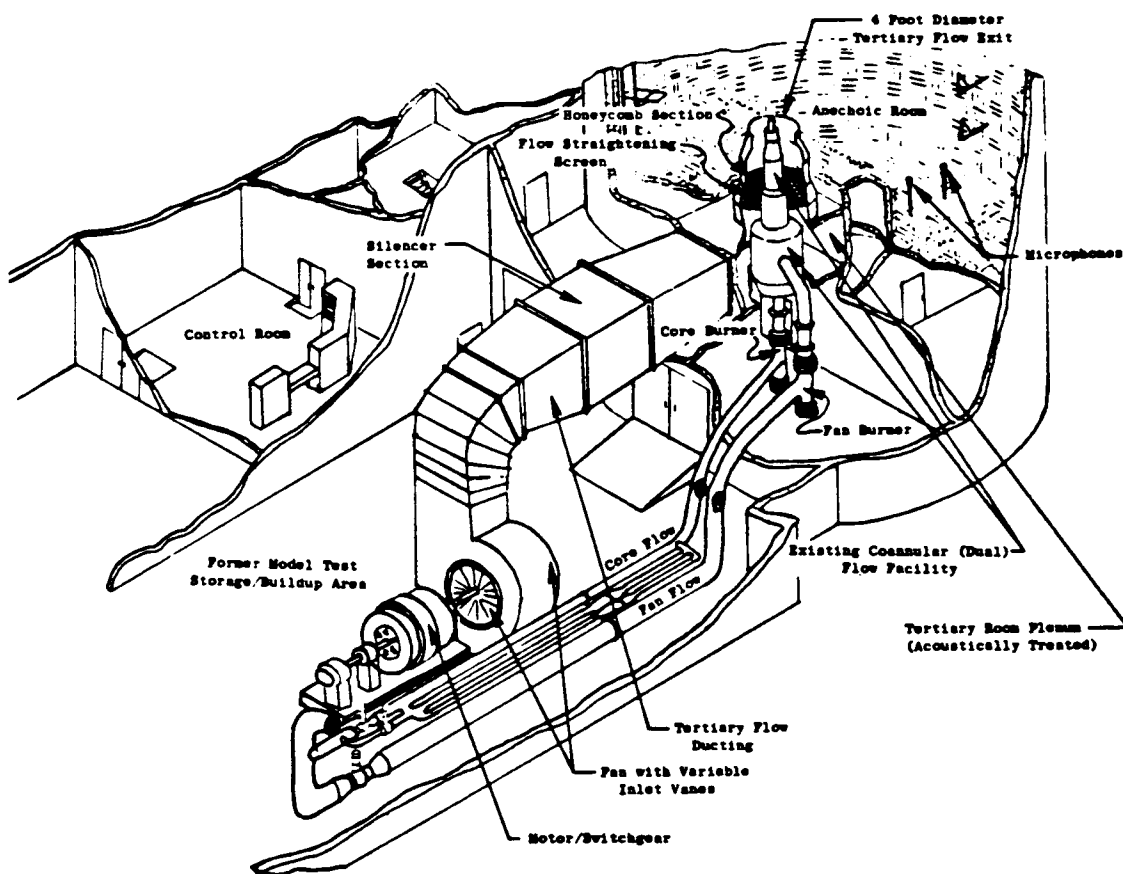 4 Foot Diameter
Tertiary Flow Exit
Honeycomb Section
Anechoic Room
Flow Straightening
Screen
Silencer
Section
Microphones
Control Room
Core Burner
Fan Burner
Former Model Test
Storage/Buildup Area
Core Flow
Fan Flow
Existing Coannular (Dual)
Flow Facility
Tertiary Room Plenum
(Acoustically Treated)
Tertiary Flow
Ducting
Fan with Variable
Inlet Vanes
Motor/Switchgear